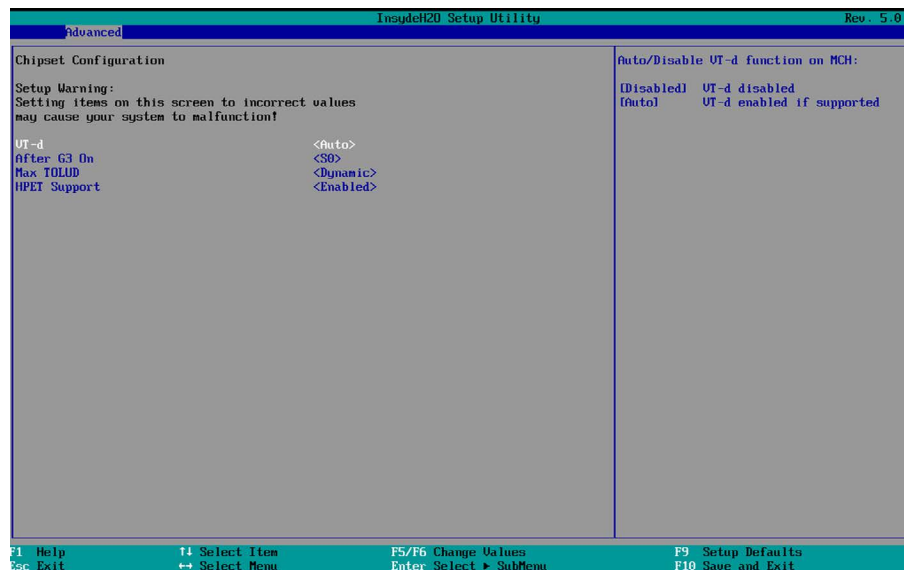 InsydeH2O Setup Utility Rev. 5.0
Advanced
Chipset Configuration
Setup Warning:
Setting items on this screen to incorrect values
may cause your system to malfunction!
VT-d <Auto>
After G3 On <S0>
Max TOLUD <Dynamic>
HPET Support <Enabled>
Auto/Disable VT-d function on MCH:
[Disabled] VT-d disabled
[Auto] VT-d enabled if supported
F1 Help ↑↓ Select Item F5/F6 Change Values F9 Setup Defaults
Esc Exit ←→ Select Menu Enter Select ► SubMenu F10 Save and Exit